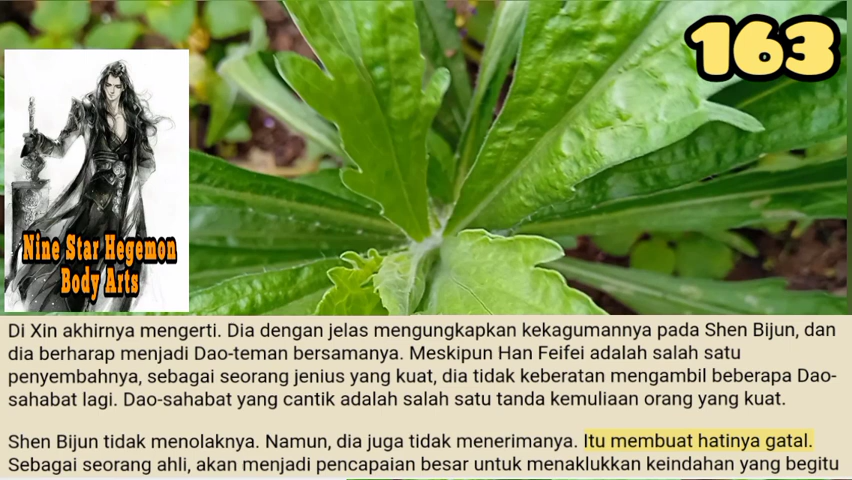 163
Nine Star Hegemon
Body Arts
Di Xin akhirnya mengerti. Dia dengan jelas mengungkapkan kekagumannya pada Shen Bijun, dan
dia berharap menjadi Dao-teman bersamanya. Meskipun Han Feifei adalah salah satu
penyembahnya, sebagai seorang jenius yang kuat, dia tidak keberatan mengambil beberapa Dao-
sahabat lagi. Dao-sahabat yang cantik adalah salah satu tanda kemuliaan orang yang kuat.
Shen Bijun tidak menolaknya. Namun, dia juga tidak menerimanya. Itu membuat hatinya gatal.
Sebagai seorang ahli, akan menjadi pencapaian besar untuk menaklukkan keindahan yang begitu